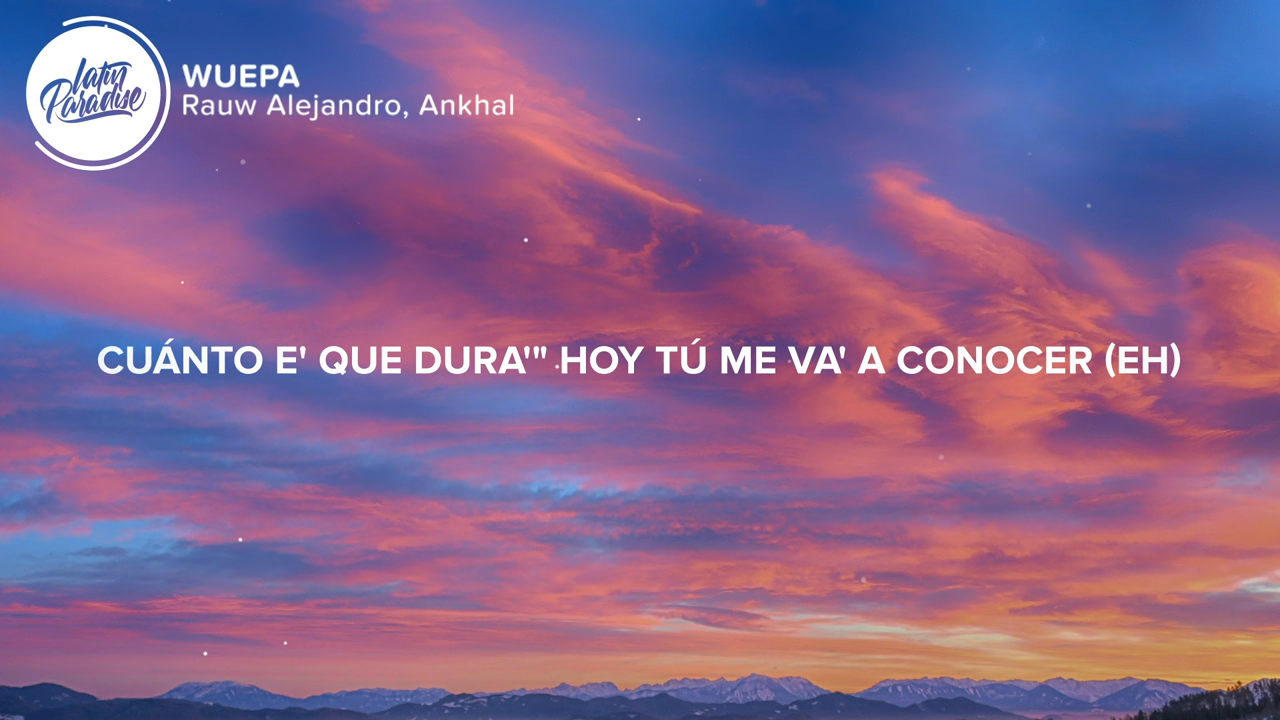 Latin
Paradise
WUEPA
Rauw Alejandro, Ankhal
CUÁNTO E' QUE DURA'" HOY TÚ ME VA' A CONOCER (EH)